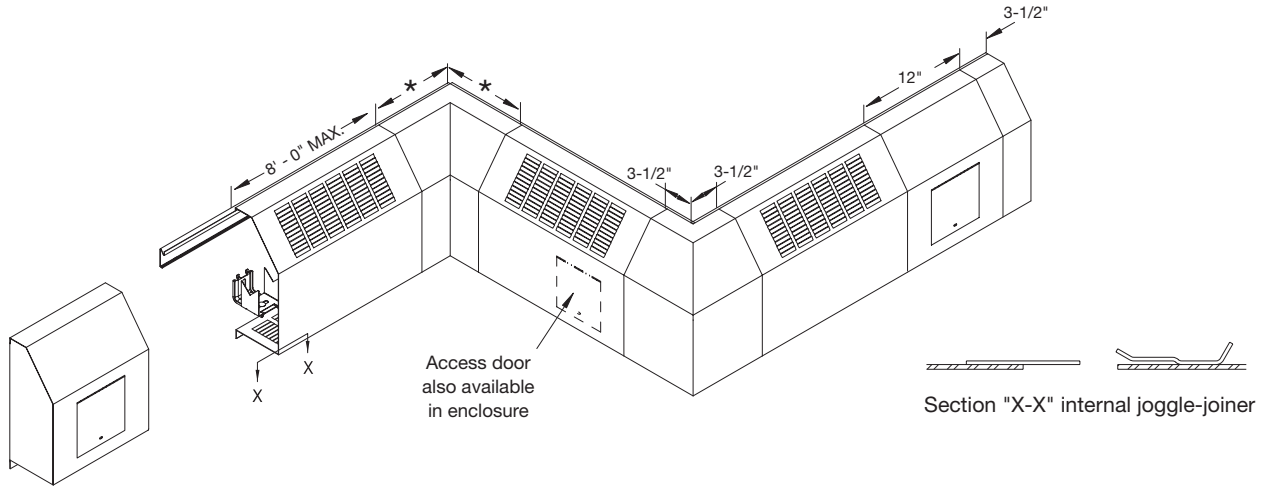 3-1/2"
12"
*
*
8' - 0" MAX.
3-1/2"
3-1/2"
X
X
Access door
also available
in enclosure
Section "X-X" internal joggle-joiner